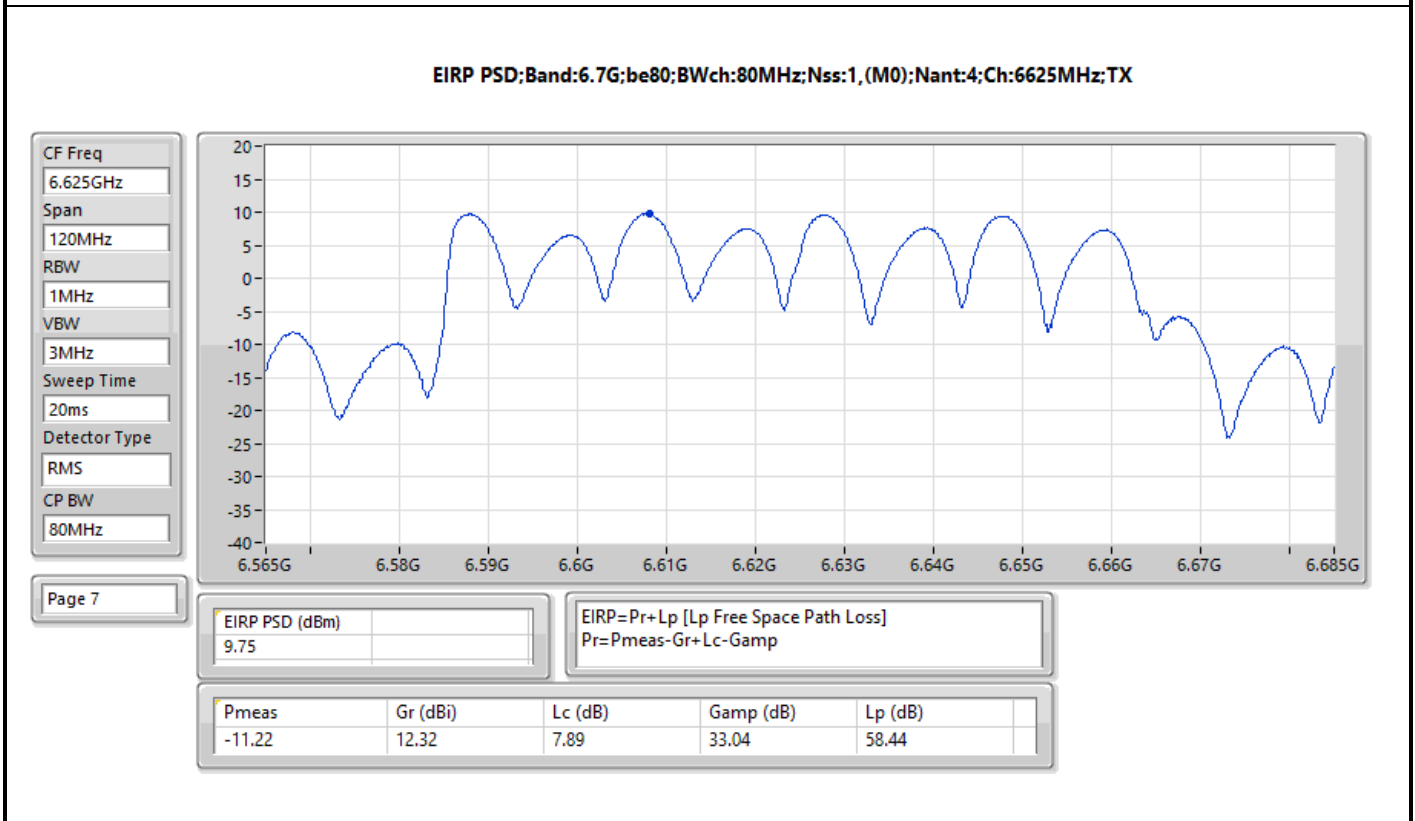 EIRP PSD;Band:6.7G;be80;BWch:80MHz;Nss:1,(M0);Nant:4;Ch:6625MHz;TX
CF Freq
6.625GHz
Span
120MHz
RBW
1MHz
VBW
3MHz
Sweep Time
20ms
Detector Type
RMS
CP BW
80MHz
Page 7
20
15
10
5
0
-5
-10
-15
-20
-25
-30
-35
-40
6.565G 6.58G 6.59G 6.6G 6.61G 6.62G 6.63G 6.64G 6.65G 6.66G 6.67G 6.685G
EIRP PSD (dBm)
9.75
EIRP=Pr+Lp [Lp Free Space Path Loss]
Pr=Pmeas-Gr+Lc-Gamp
Pmeas Gr (dBi) Lc (dB) Gamp (dB) Lp (dB)
-11.22 12.32 7.89 33.04 58.44